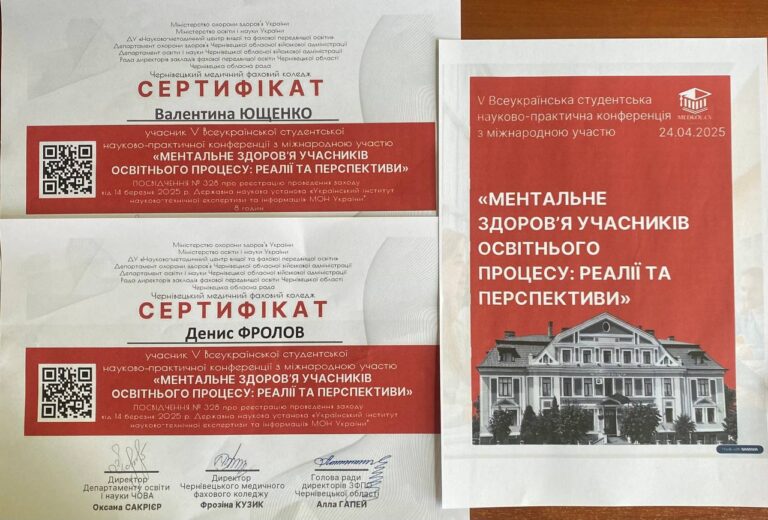 Міністерство охорони здоров'я України
Міністерство освіти і науки України
ДУ «Науково-методичний центр вищої та фахової передвищої освіти»
Департамент охорони здоров'я Чернівецької обласної військової адміністрації
Департамент освіти і науки Чернівецької обласної військової адміністрації
Рада директорів закладів фахової передвищої освіти Чернівецької області
Чернівецька обласна рада
Чернівецький медичний фаховий коледж
СЕРТИФІКАТ
Валентина ЮЩЕНКО
учасник V Всеукраїнської студентської
науково-практичної конференції з міжнародною участю
«МЕНТАЛЬНЕ ЗДОРОВ'Я УЧАСНИКІВ
ОСВІТНЬОГО ПРОЦЕСУ: РЕАЛІЇ ТА ПЕРСПЕКТИВИ»
ПОСВІДЧЕННЯ № 328 про реєстрацію проведення заходу
від 14 березня 2025 р. Державна наукова установа «Український інститут
науково-технічної експертизи та інформації МОН України"
8 годин
Міністерство охорони здоров'я України
Міністерство освіти і науки України
ДУ «Науково-методичний центр вищої та фахової передвищої освіти»
Департамент охорони здоров'я Чернівецької обласної військової адміністрації
Департамент освіти і науки Чернівецької обласної військової адміністрації
Рада директорів закладів фахової передвищої освіти Чернівецької області
Чернівецька обласна рада
Чернівецький медичний фаховий коледж
СЕРТИФІКАТ
Денис ФРОЛОВ
учасник V Всеукраїнської студентської
науково-практичної конференції з міжнародною участю
«МЕНТАЛЬНЕ ЗДОРОВ'Я УЧАСНИКІВ
ОСВІТНЬОГО ПРОЦЕСУ: РЕАЛІЇ ТА ПЕРСПЕКТИВИ»
ПОСВІДЧЕННЯ № 328 про реєстрацію проведення заходу
від 14 березня 2025 р. Державна наукова установа «Український інститут
науково-технічної експертизи та інформації МОН України"
Директор
Департаменту освіти
і науки ЧОВА
Оксана САКРІЄР
Директор
Чернівецького медичного
фахового коледжу
Фрозіна КУЗИК
Голова ради
директорів ЗФПО
Чернівецької області
Алла ГАПЕЙ
V Всеукраїнська студентська
науково-практична конференція
з міжнародною участю
24.04.2025
«МЕНТАЛЬНЕ
ЗДОРОВ'Я УЧАСНИКІВ
ОСВІТНЬОГО
ПРОЦЕСУ: РЕАЛІЇ ТА
ПЕРСПЕКТИВИ»